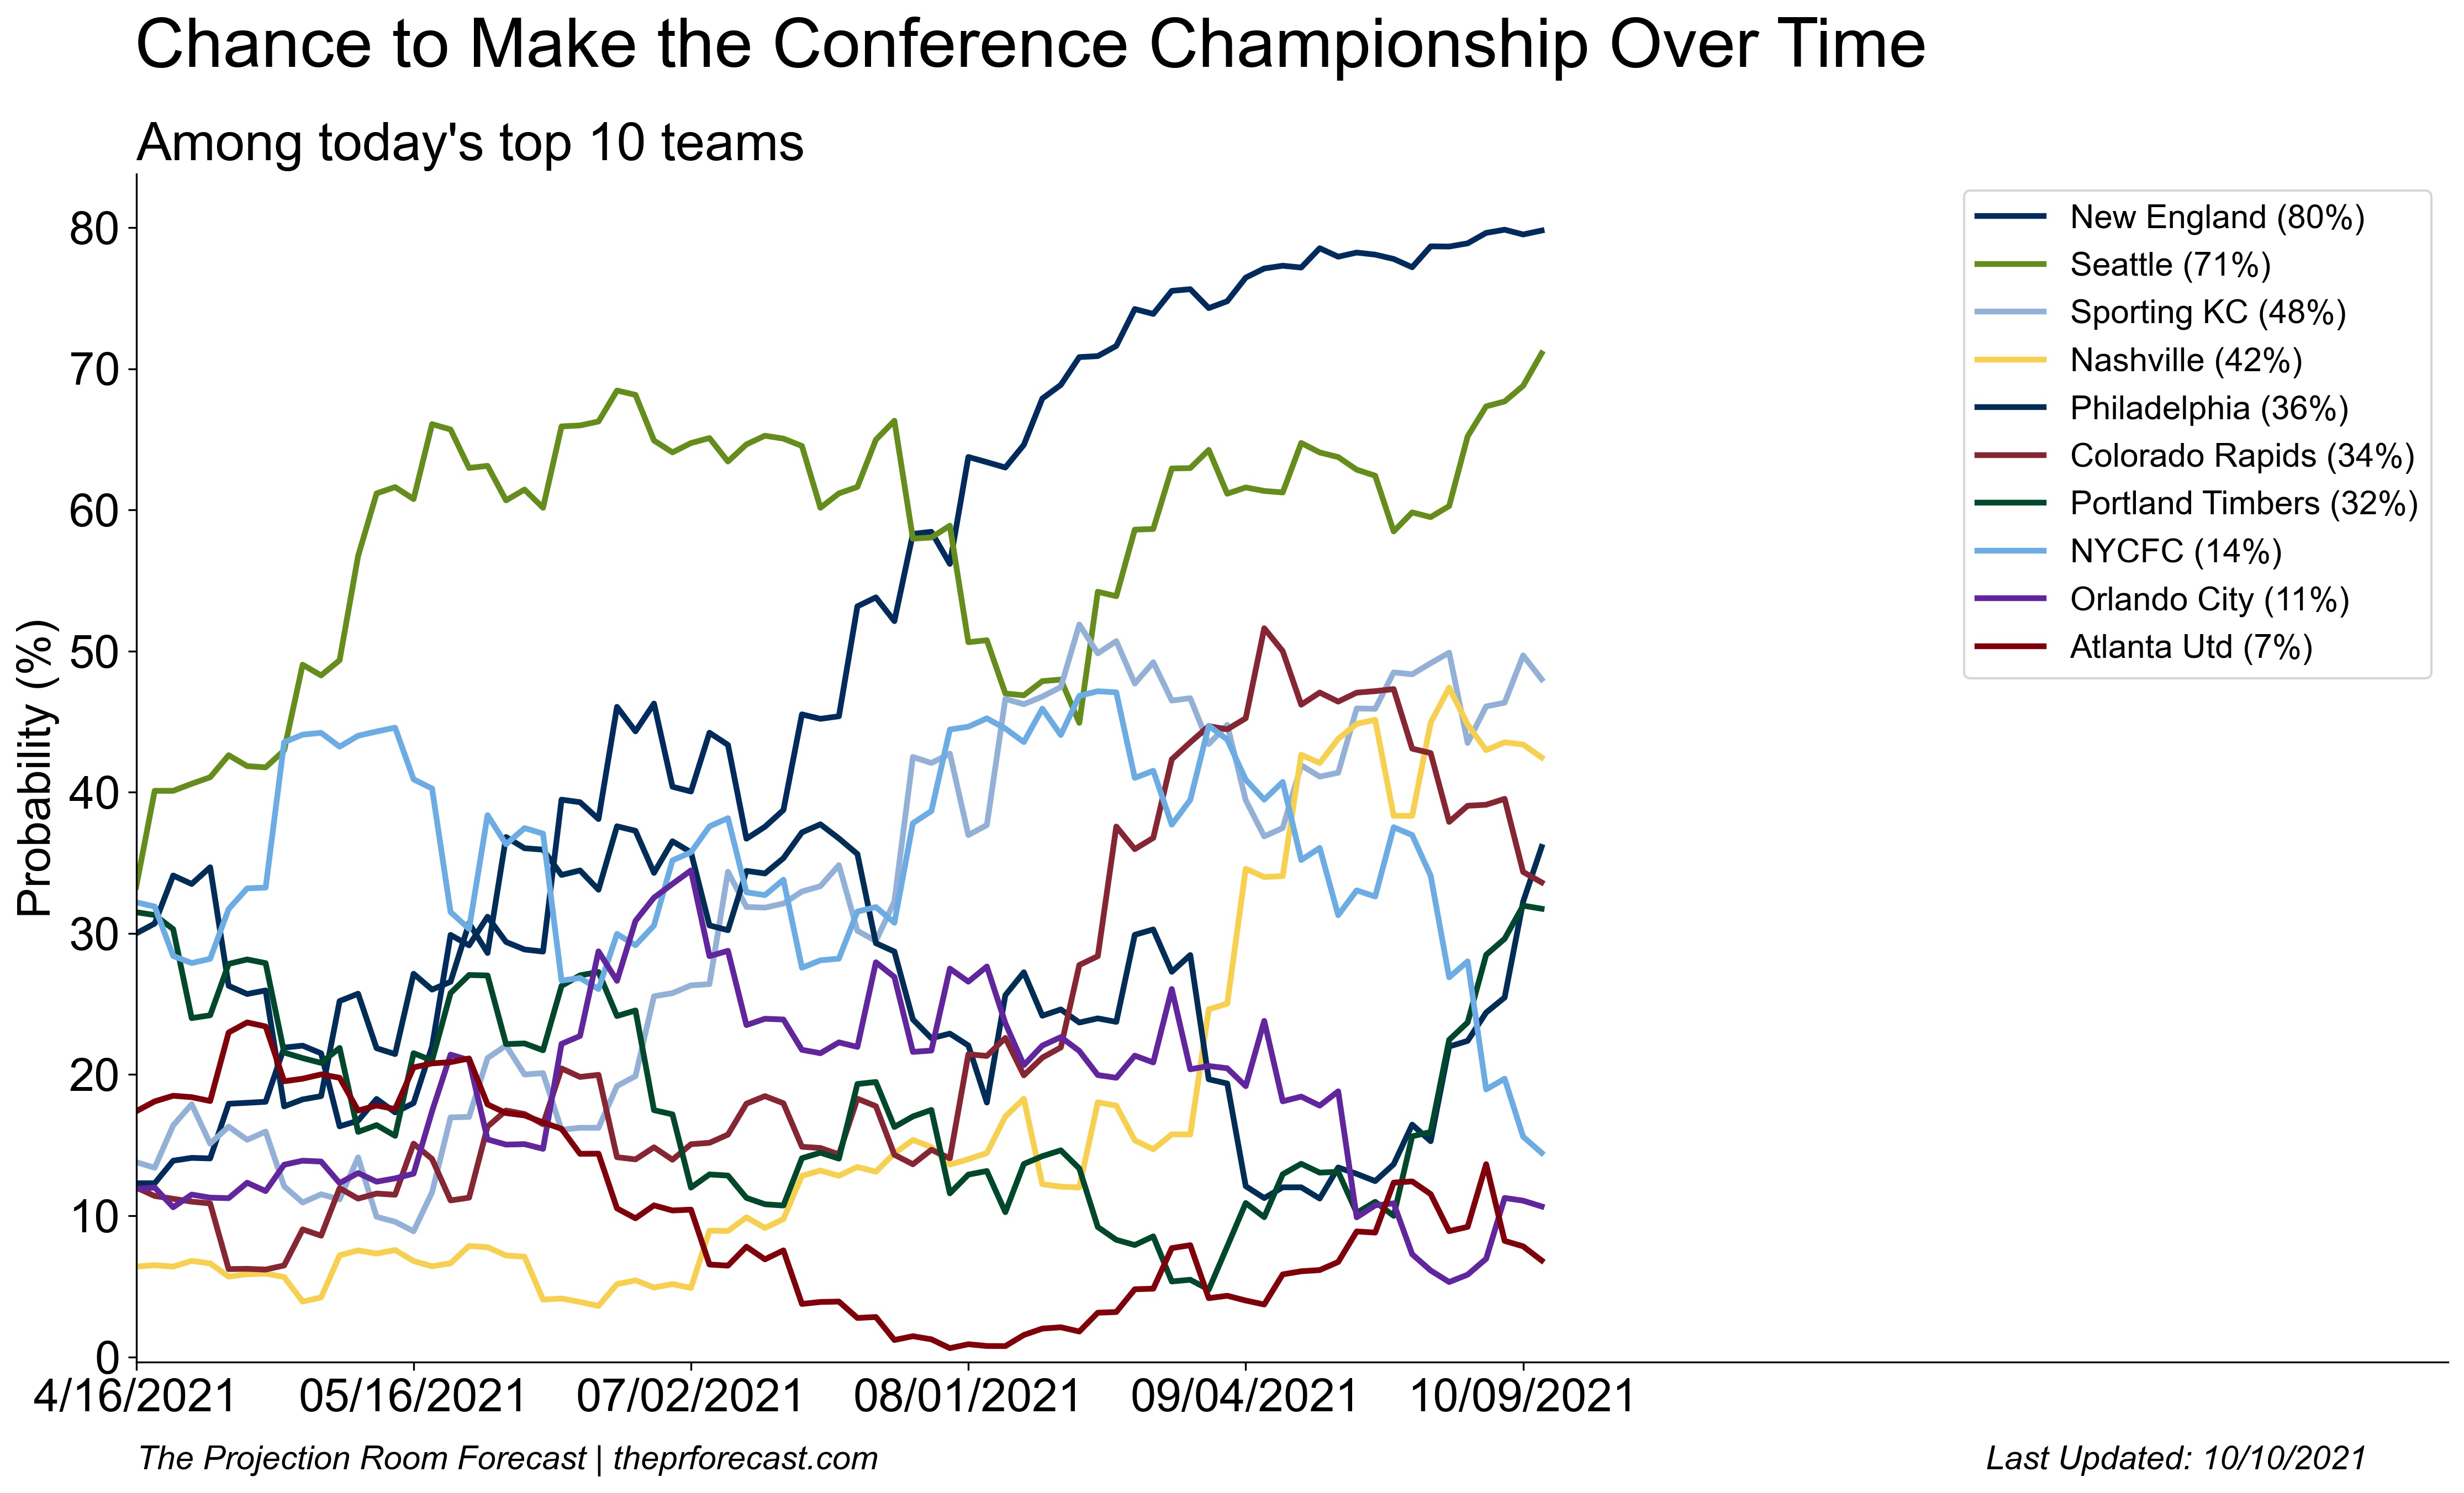 Chance to Make the Conference Championship Over Time
Among today's top 10 teams
Probability (%)
80
70
60
50
40
30
20
10
0
4/16/2021
05/16/2021
07/02/2021
08/01/2021
09/04/2021
10/09/2021
New England (80%)
Seattle (71%)
Sporting KC (48%)
Nashville (42%)
Philadelphia (36%)
Colorado Rapids (34%)
Portland Timbers (32%)
NYCFC (14%)
Orlando City (11%)
Atlanta Utd (7%)
The Projection Room Forecast | theprforecast.com
Last Updated: 10/10/2021